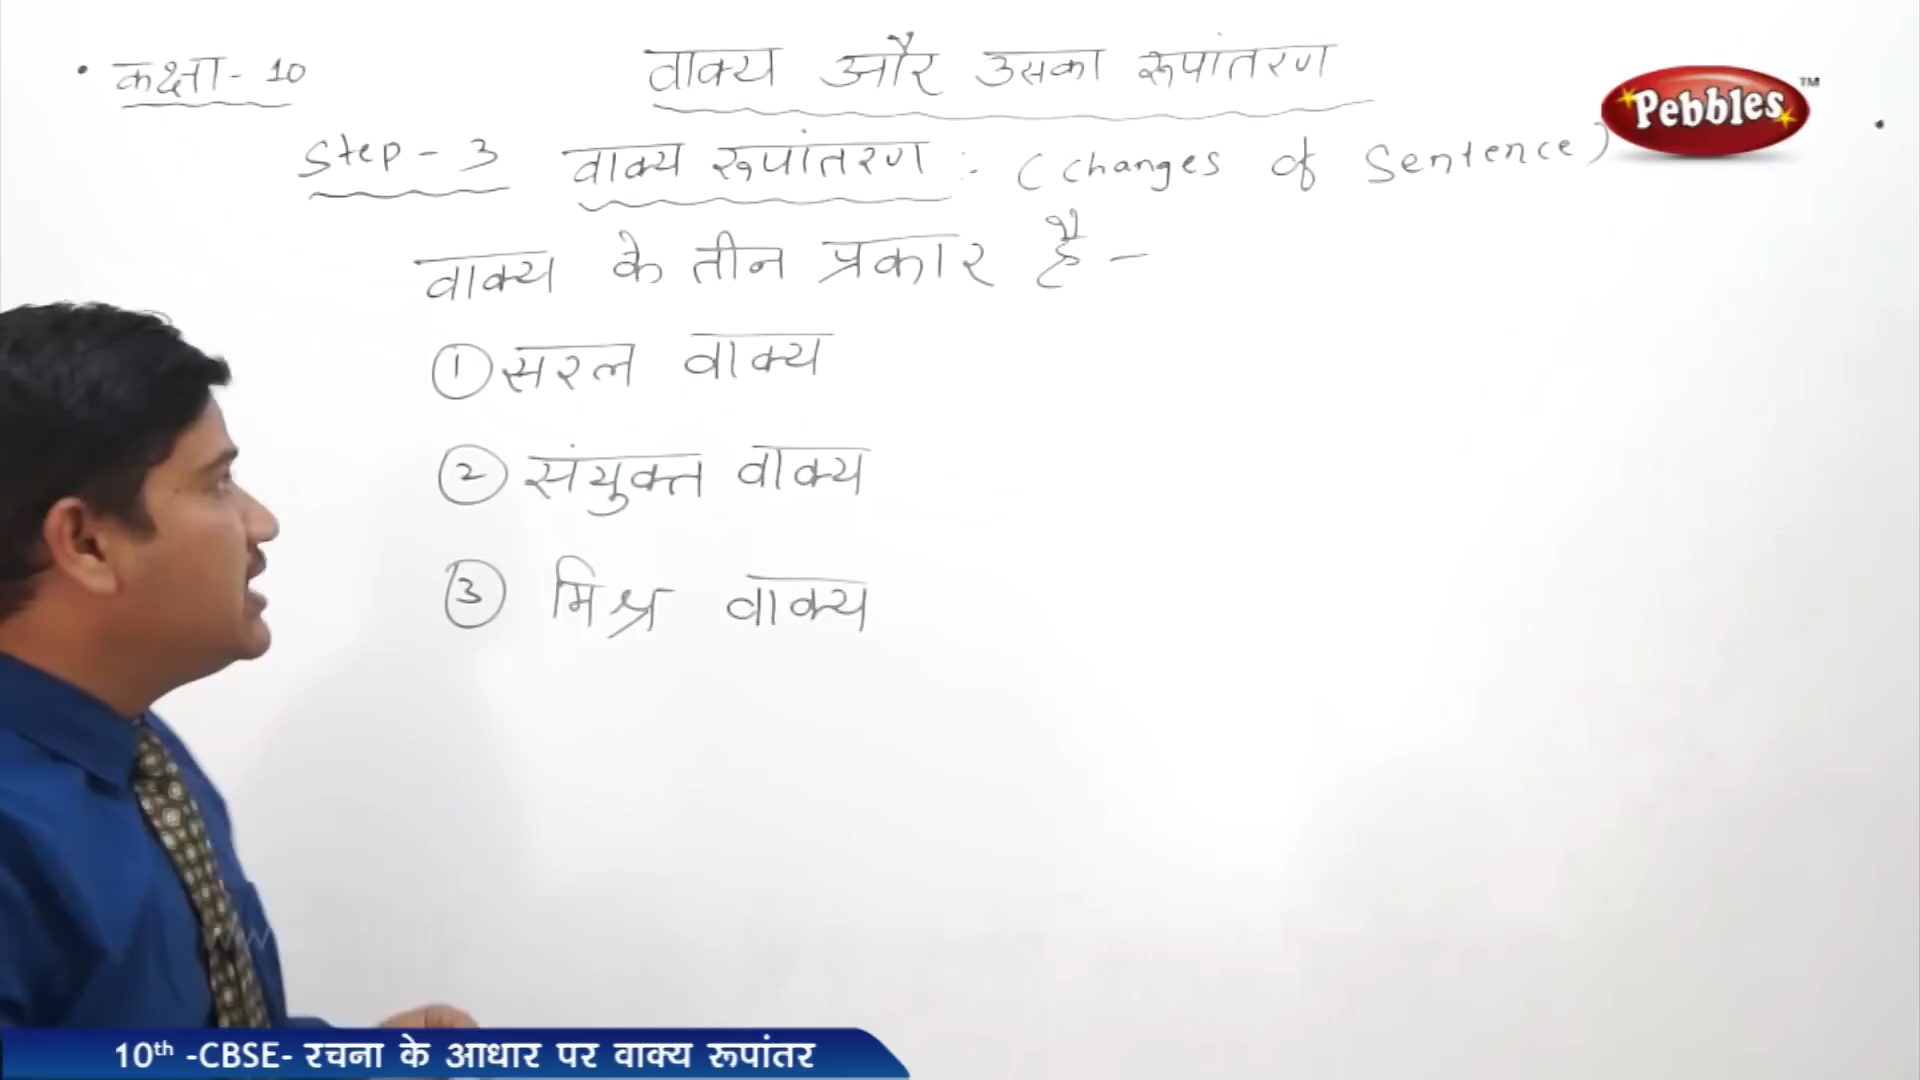 • कक्षा - 10
वाक्य और उसका रूपांतरण
Pebbles™
Step - 3 वाक्य रूपांतरण :- (Changes of Sentence)
वाक्य के तीन प्रकार है -
① सरल वाक्य
② संयुक्त वाक्य
③ मिश्र वाक्य
10th -CBSE- रचना के आधार पर वाक्य रूपांतर